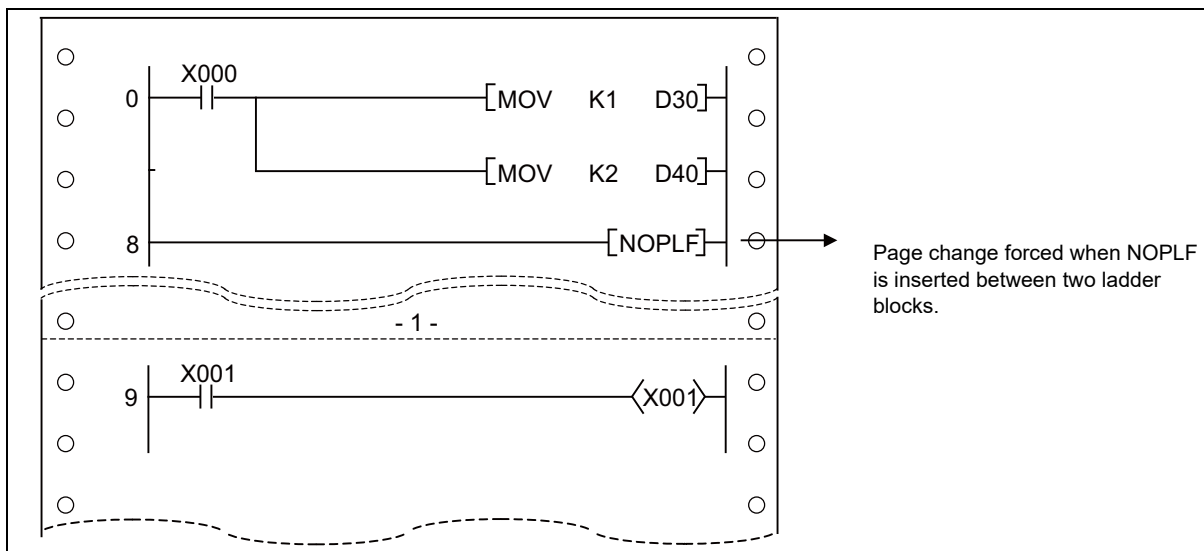 X000
0 MOV K1 D30
MOV K2 D40
8 NOPLF
Page change forced when NOPLF
is inserted between two ladder
blocks.
- 1 -
X001
9 X001